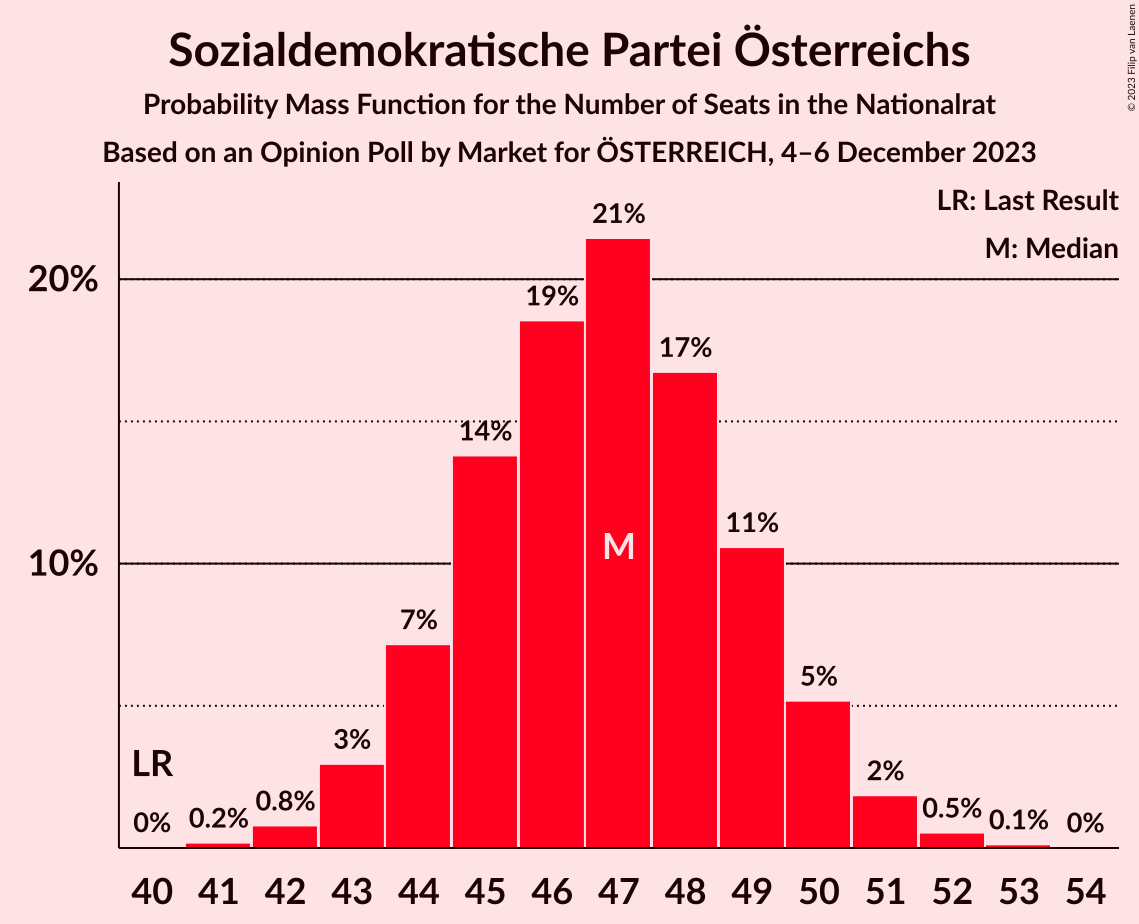 Sozialdemokratische Partei Österreichs
Probability Mass Function for the Number of Seats in the Nationalrat
Based on an Opinion Poll by Market for ÖSTERREICH, 4–6 December 2023
© 2023 Filip van Laenen
LR: Last Result
M: Median
21%
20%
19%
17%
14%
M
11%
10%
7%
5%
3%
LR
2%
0% 0.2% 0.8% 0.5% 0.1% 0%
40 41 42 43 44 45 46 47 48 49 50 51 52 53 54